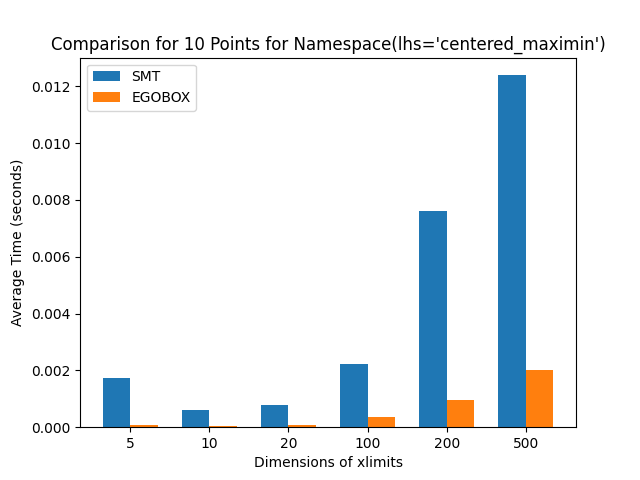 Comparison for 10 Points for Namespace(lhs='centered_maximin')
SMT
EGOBOX
Average Time (seconds)
0.012
0.010
0.008
0.006
0.004
0.002
0.000
5 10 20 100 200 500
Dimensions of xlimits